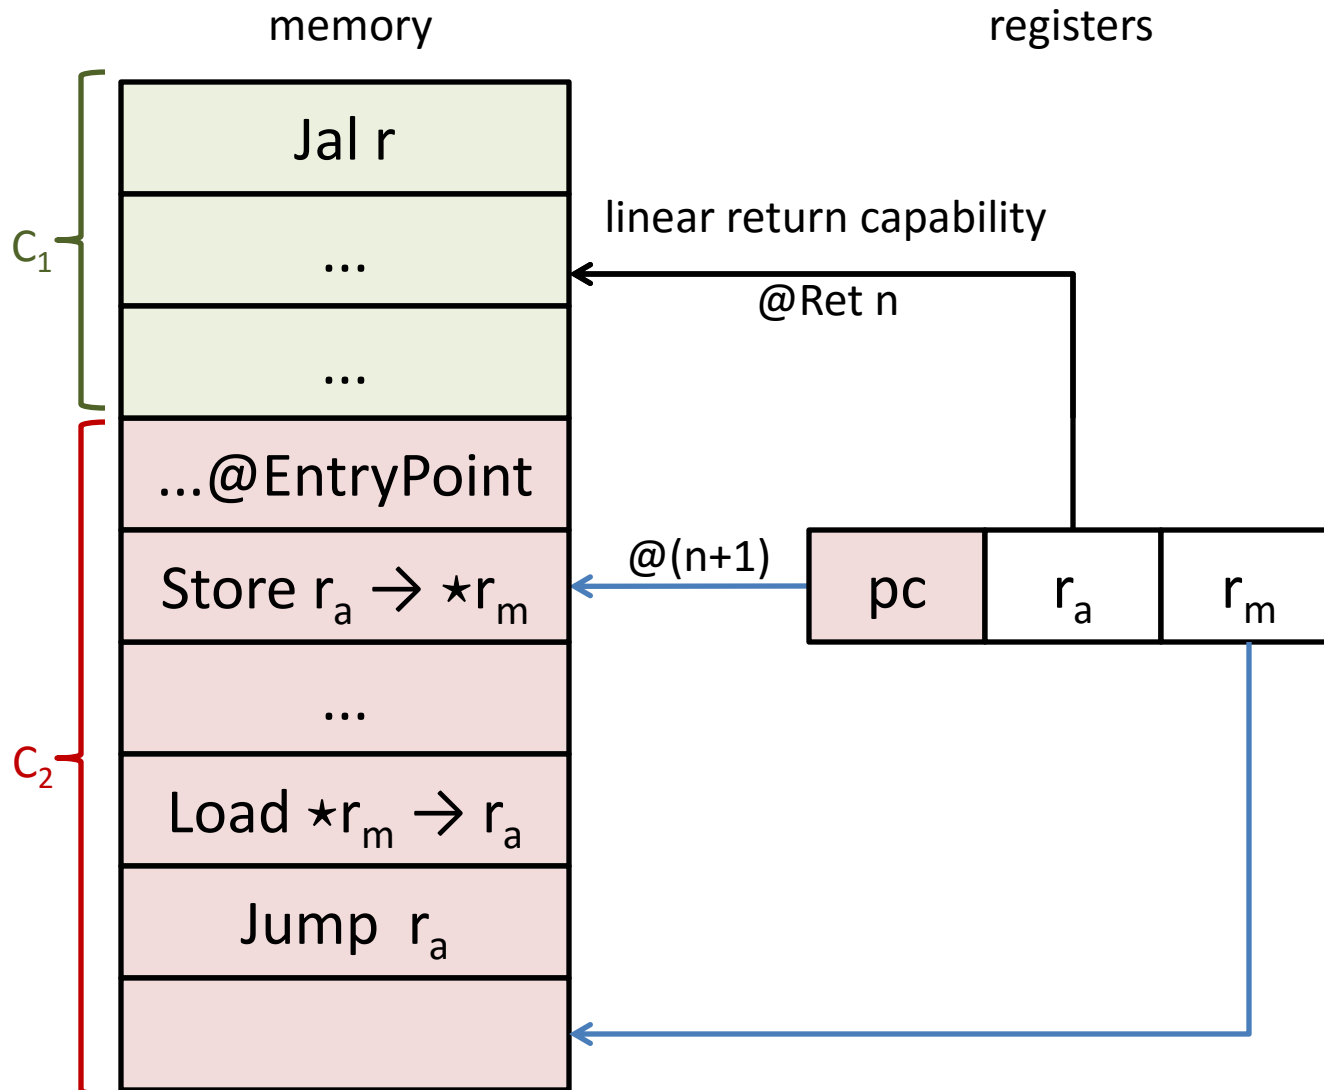 memory
registers
Jal r
C₁
...
linear return capability
@Ret n
...
...@EntryPoint
Store rₐ → ⋆rₘ
@(n+1)
pc
rₐ
rₘ
...
C₂
Load ⋆rₘ → rₐ
Jump rₐ